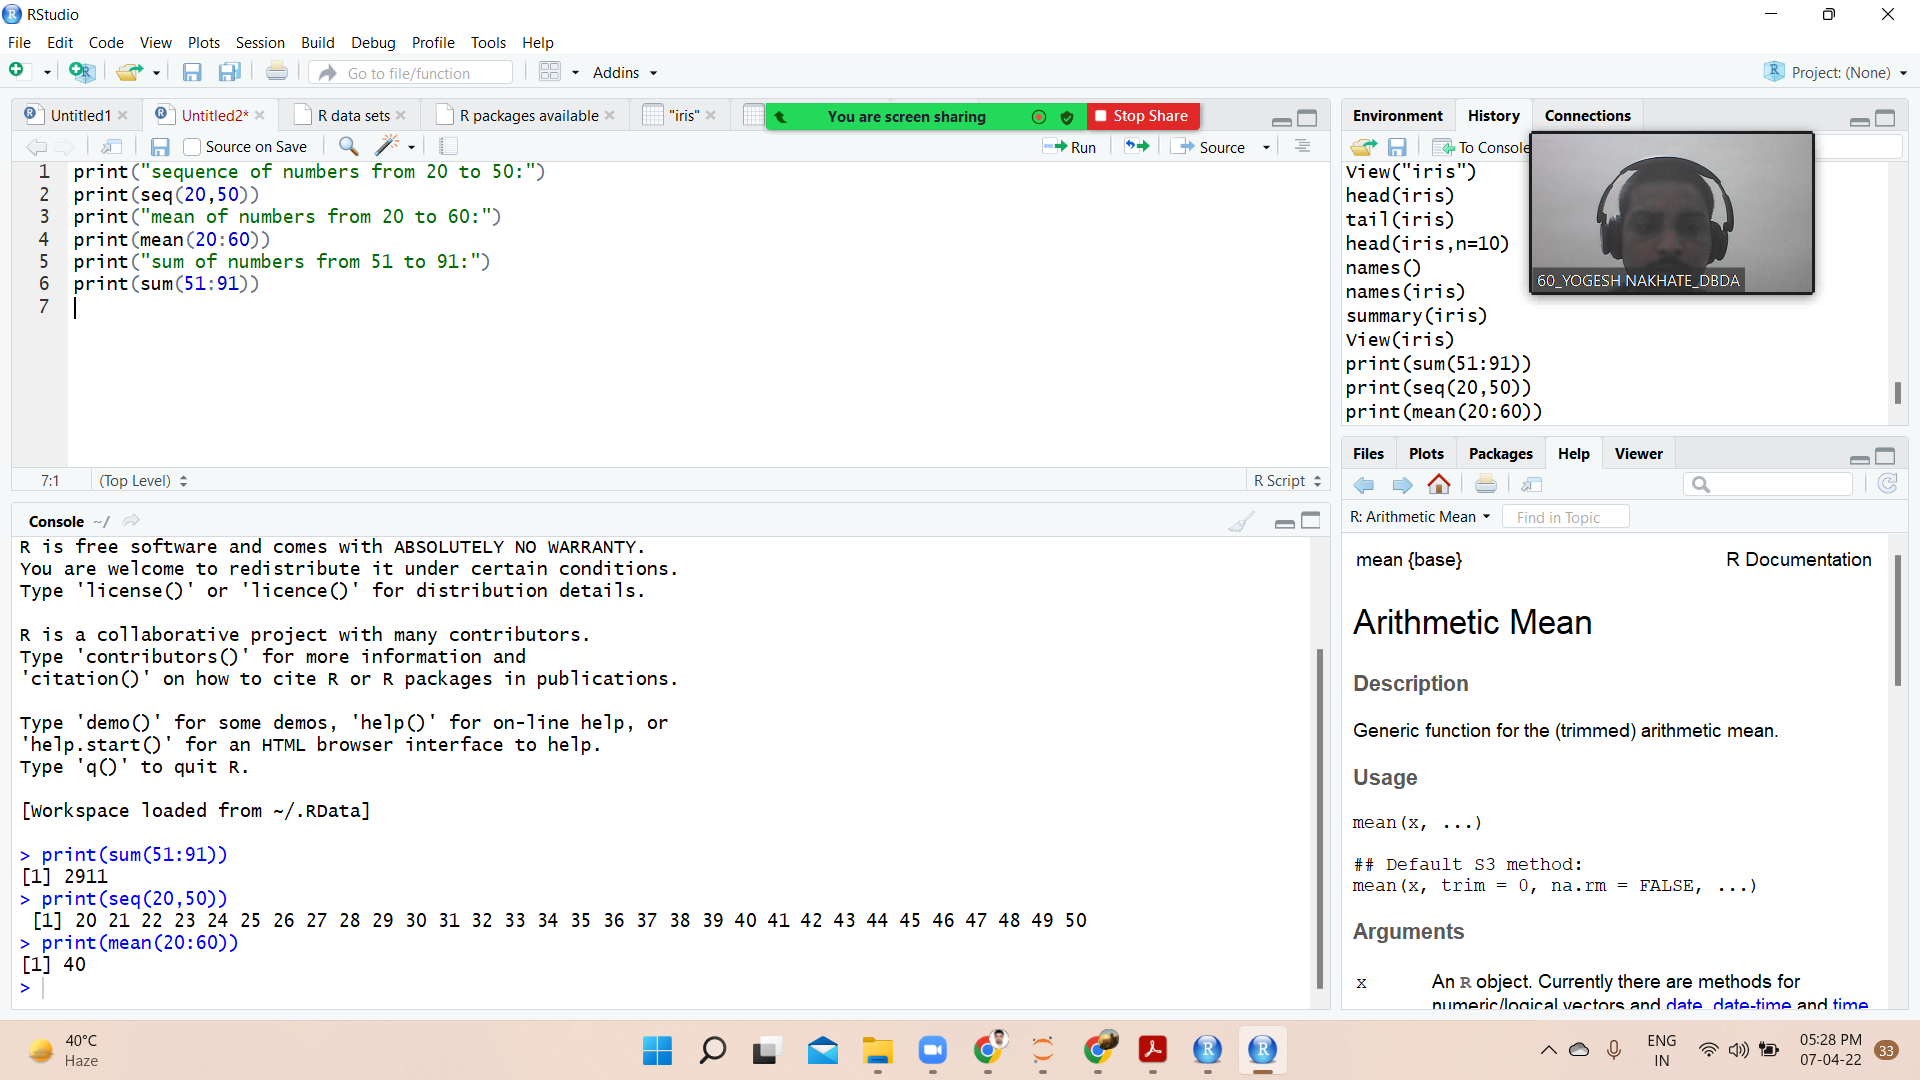 RStudio
File Edit Code View Plots Session Build Debug Profile Tools Help
Go to file/function Addins Project: (None)
Untitled1 Untitled2* R data sets R packages available "iris" You are screen sharing Stop Share
Source on Save Run Source
1 print("sequence of numbers from 20 to 50:")
2 print(seq(20,50))
3 print("mean of numbers from 20 to 60:")
4 print(mean(20:60))
5 print("sum of numbers from 51 to 91:")
6 print(sum(51:91))
7
7:1 (Top Level) R Script
Console ~/
R is free software and comes with ABSOLUTELY NO WARRANTY.
You are welcome to redistribute it under certain conditions.
Type 'license()' or 'licence()' for distribution details.
R is a collaborative project with many contributors.
Type 'contributors()' for more information and
'citation()' on how to cite R or R packages in publications.
Type 'demo()' for some demos, 'help()' for on-line help, or
'help.start()' for an HTML browser interface to help.
Type 'q()' to quit R.
[Workspace loaded from ~/.RData]
> print(sum(51:91))
[1] 2911
> print(seq(20,50))
[1] 20 21 22 23 24 25 26 27 28 29 30 31 32 33 34 35 36 37 38 39 40 41 42 43 44 45 46 47 48 49 50
> print(mean(20:60))
[1] 40
>
Environment History Connections
To Console
View("iris")
head(iris)
tail(iris)
head(iris,n=10)
names()
names(iris)
summary(iris)
View(iris)
print(sum(51:91))
print(seq(20,50))
print(mean(20:60))
60_YOGESH NAKHATE_DBDA
Files Plots Packages Help Viewer
R: Arithmetic Mean Find in Topic
mean {base} R Documentation
Arithmetic Mean
Description
Generic function for the (trimmed) arithmetic mean.
Usage
mean(x, ...)
## Default S3 method:
mean(x, trim = 0, na.rm = FALSE, ...)
Arguments
x An R object. Currently there are methods for
numeric/logical vectors and date, date-time and time
40°C
Haze
ENG
IN
05:28 PM
07-04-22
33